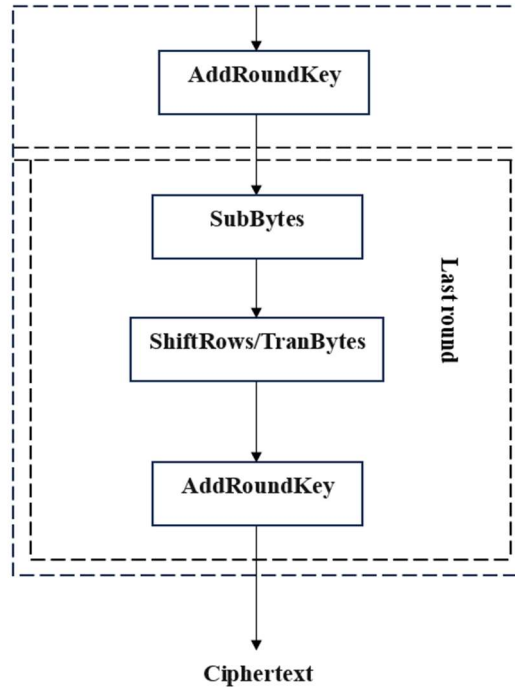 AddRoundKey
SubBytes
Last round
ShiftRows/TranBytes
AddRoundKey
Ciphertext